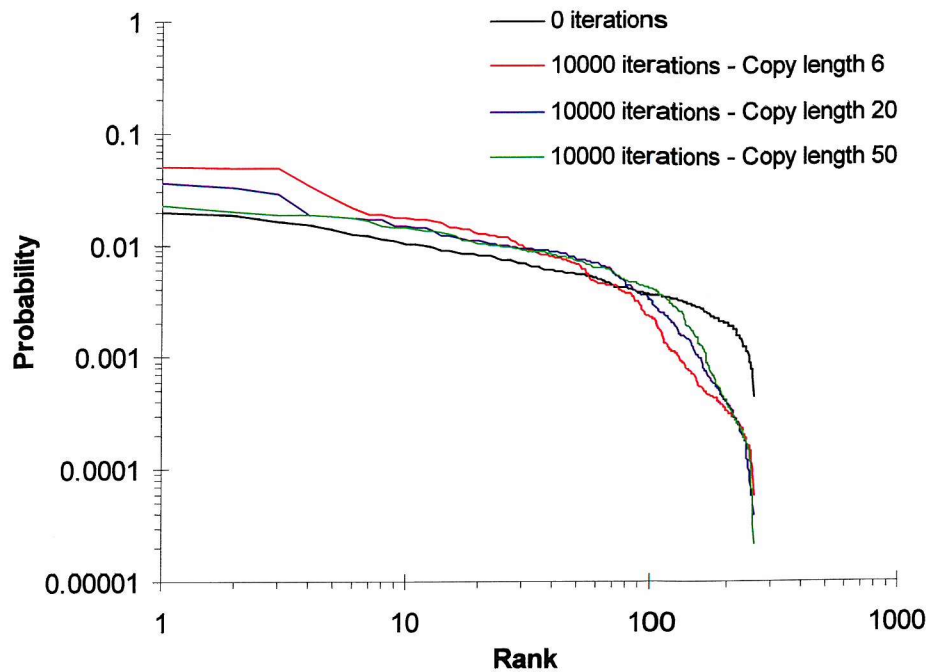 0 iterations
10000 iterations - Copy length 6
10000 iterations - Copy length 20
10000 iterations - Copy length 50
1
0.1
0.01
0.001
0.0001
0.00001
Probability
1
10
100
1000
Rank